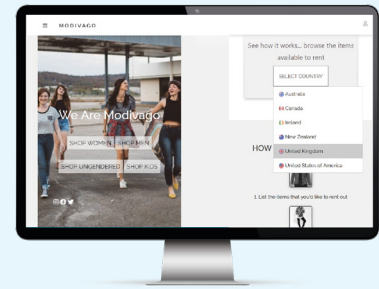 MODIVAGO
We Are Modivago
SHOP WOMEN
SHOP MEN
SHOP UNGENDERED
SHOP KIDS
See how it works... browse the items
available to rent
SELECT COUNTRY
Australia
Canada
Ireland
New Zealand
United Kingdom
United States of America
HOW
1. List the items that you'd like to rent out